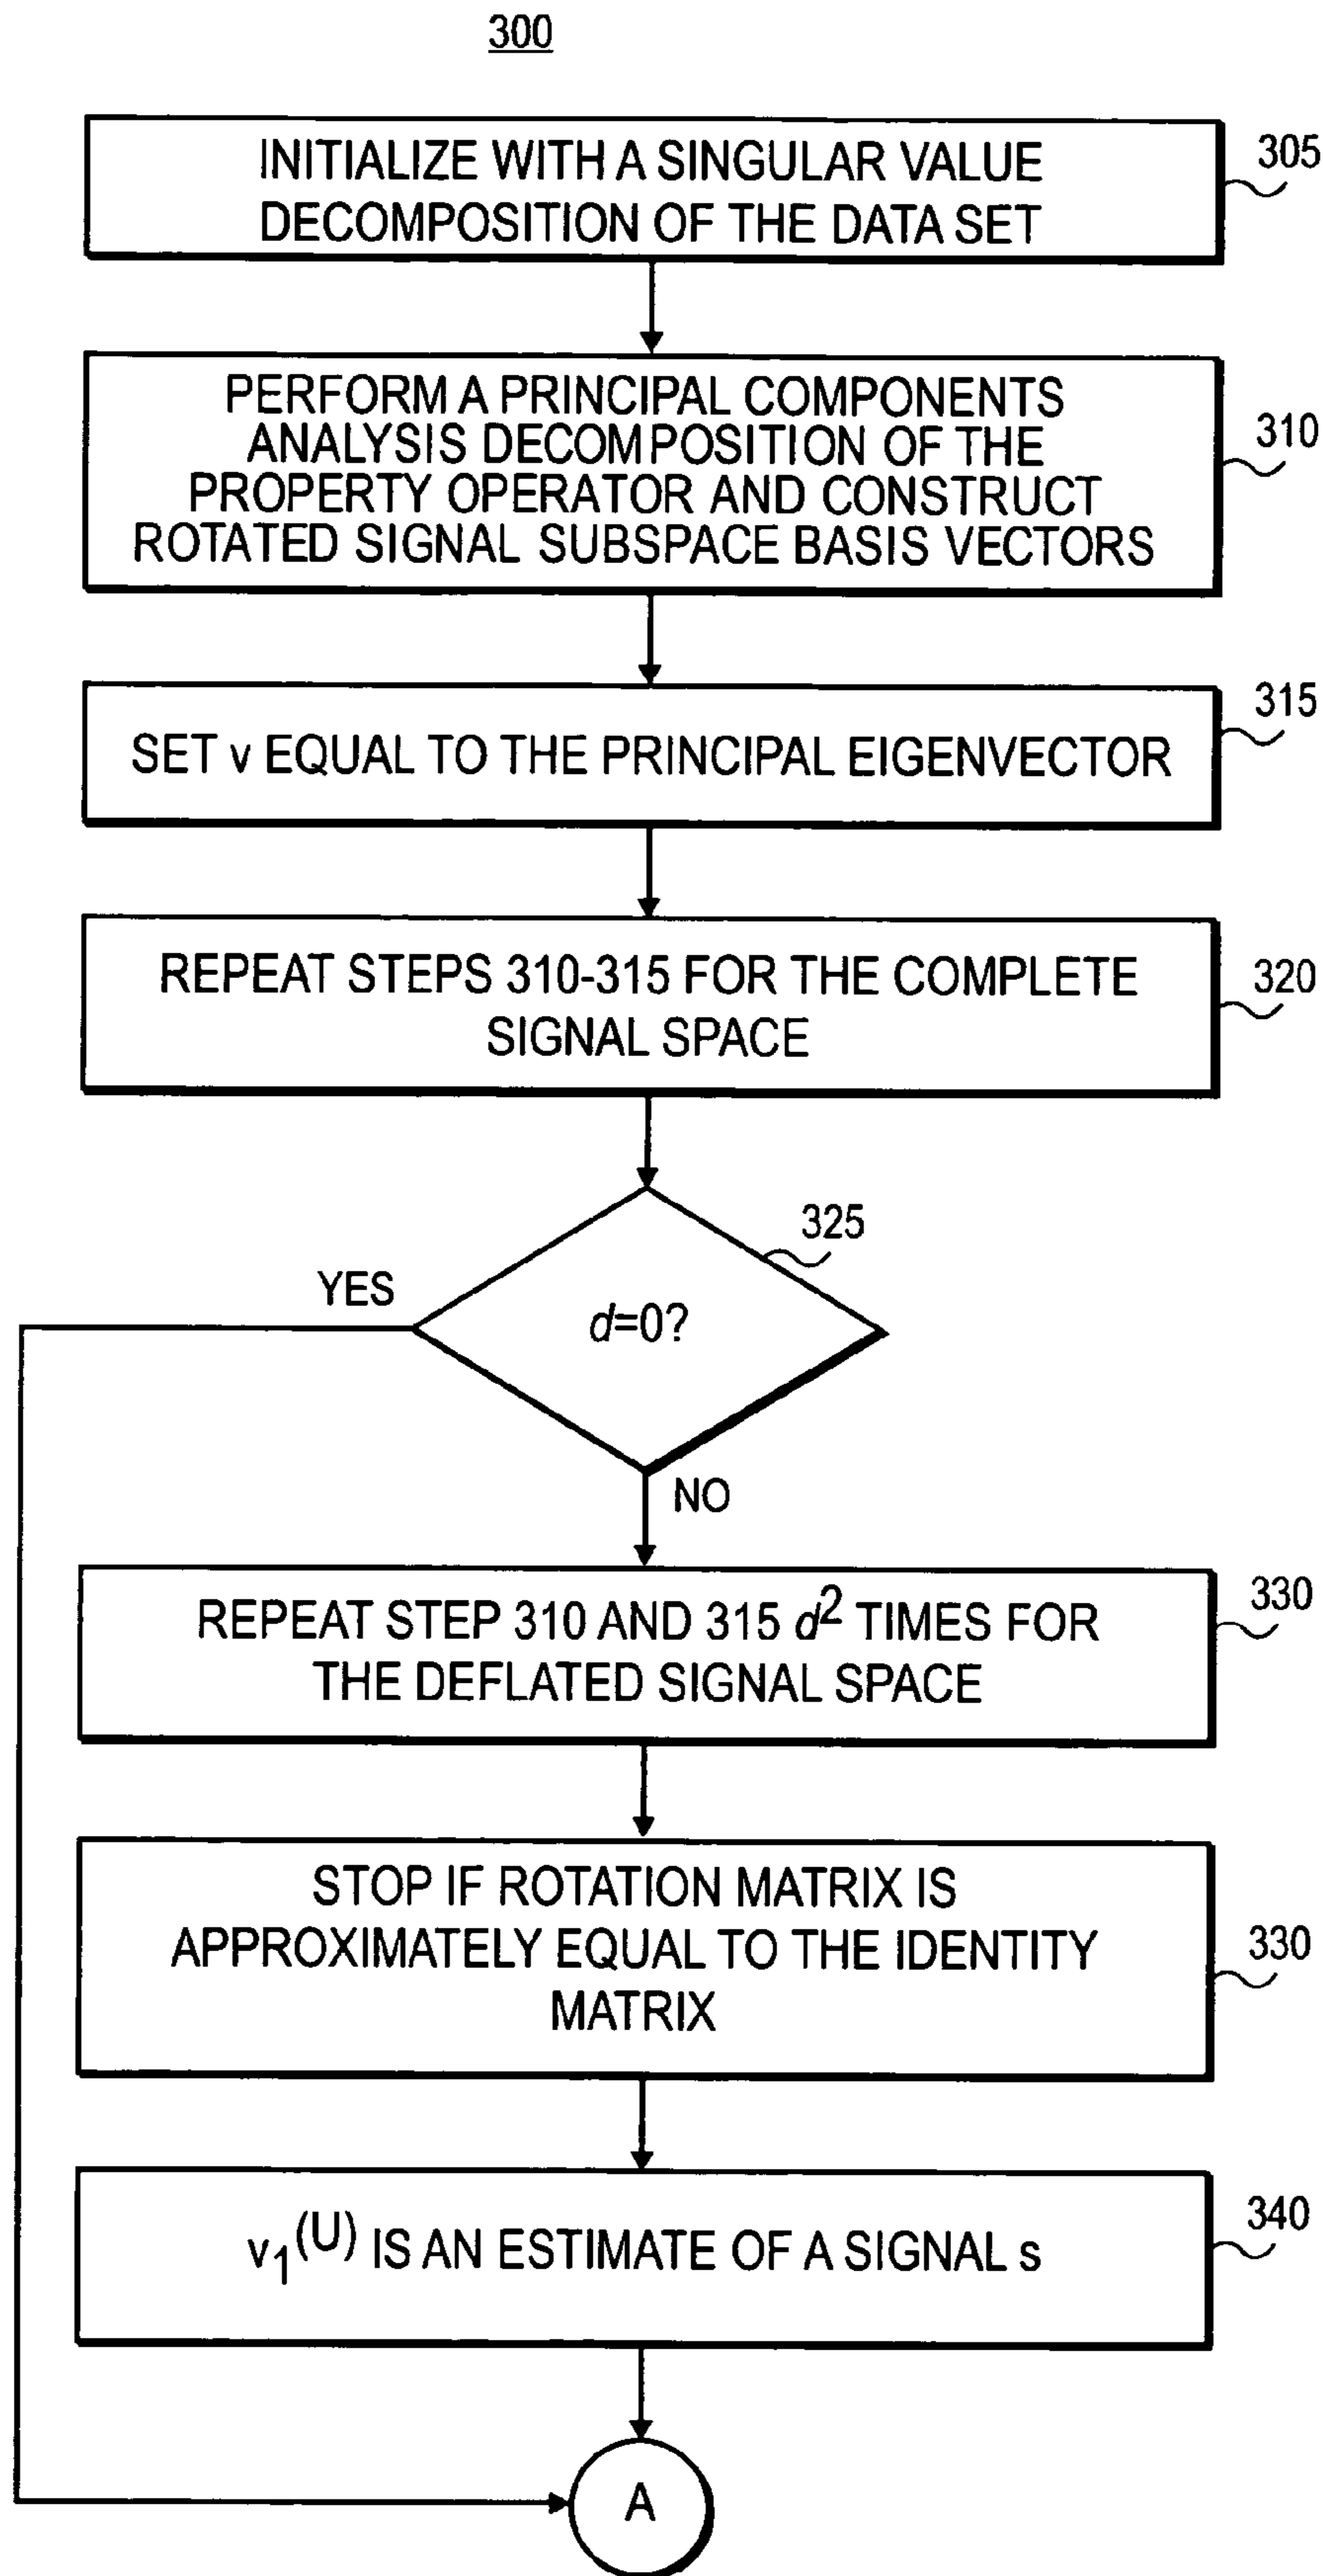 300
INITIALIZE WITH A SINGULAR VALUE
DECOMPOSITION OF THE DATA SET
305
PERFORM A PRINCIPAL COMPONENTS
ANALYSIS DECOMPOSITION OF THE
PROPERTY OPERATOR AND CONSTRUCT
ROTATED SIGNAL SUBSPACE BASIS VECTORS
310
SET v EQUAL TO THE PRINCIPAL EIGENVECTOR
315
REPEAT STEPS 310-315 FOR THE COMPLETE
SIGNAL SPACE
320
325
YES
d=0?
NO
REPEAT STEP 310 AND 315 d² TIMES FOR
THE DEFLATED SIGNAL SPACE
330
STOP IF ROTATION MATRIX IS
APPROXIMATELY EQUAL TO THE IDENTITY
MATRIX
330
v₁(U) IS AN ESTIMATE OF A SIGNAL s
340
A